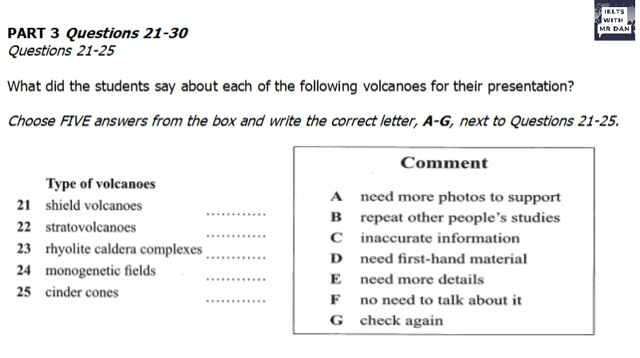 IELTS
WITH
MR DAN
PART 3 Questions 21-30
Questions 21-25
What did the students say about each of the following volcanoes for their presentation?
Choose FIVE answers from the box and write the correct letter, A-G, next to Questions 21-25.
Type of volcanoes
21 shield volcanoes ............
22 stratovolcanoes ............
23 rhyolite caldera complexes ............
24 monogenetic fields ............
25 cinder cones ............
Comment
A need more photos to support
B repeat other people's studies
C inaccurate information
D need first-hand material
E need more details
F no need to talk about it
G check again